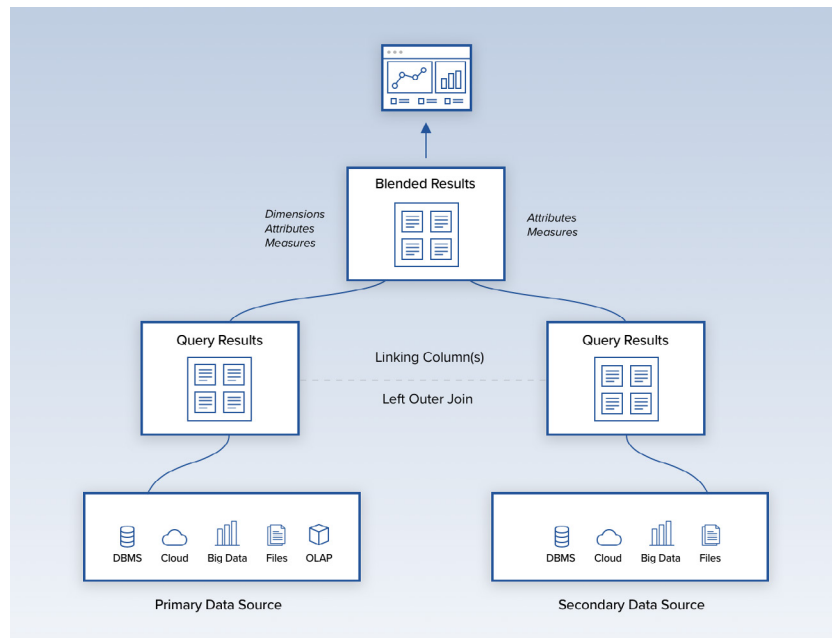 Blended Results
Dimensions
Attributes
Measures
Attributes
Measures
Query Results
Query Results
Linking Column(s)
Left Outer Join
DBMS Cloud Big Data Files OLAP
DBMS Cloud Big Data Files
Primary Data Source
Secondary Data Source